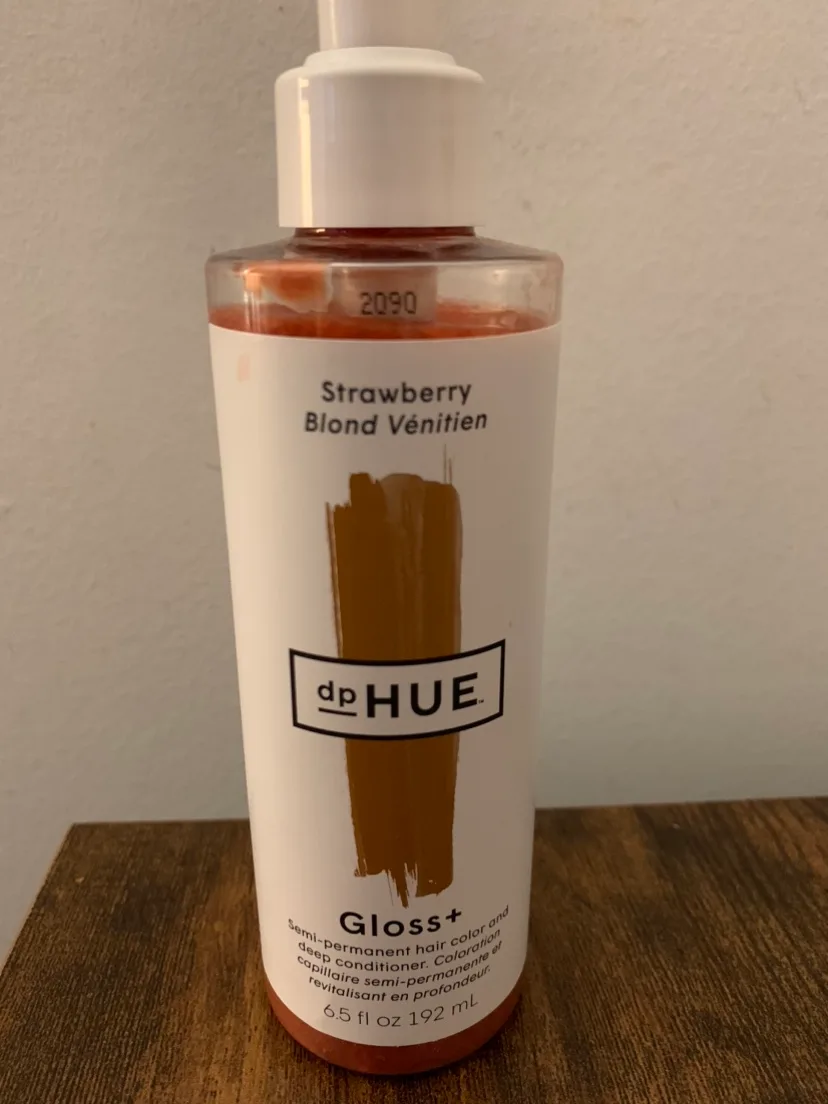 2090
Strawberry
Blond Vénitien
dpHUE™
Gloss+
Semi-permanent hair color and
deep conditioner. Coloration
capillaire semi-permanente et
revitalisant en profondeur.
6.5 fl oz 192 mL